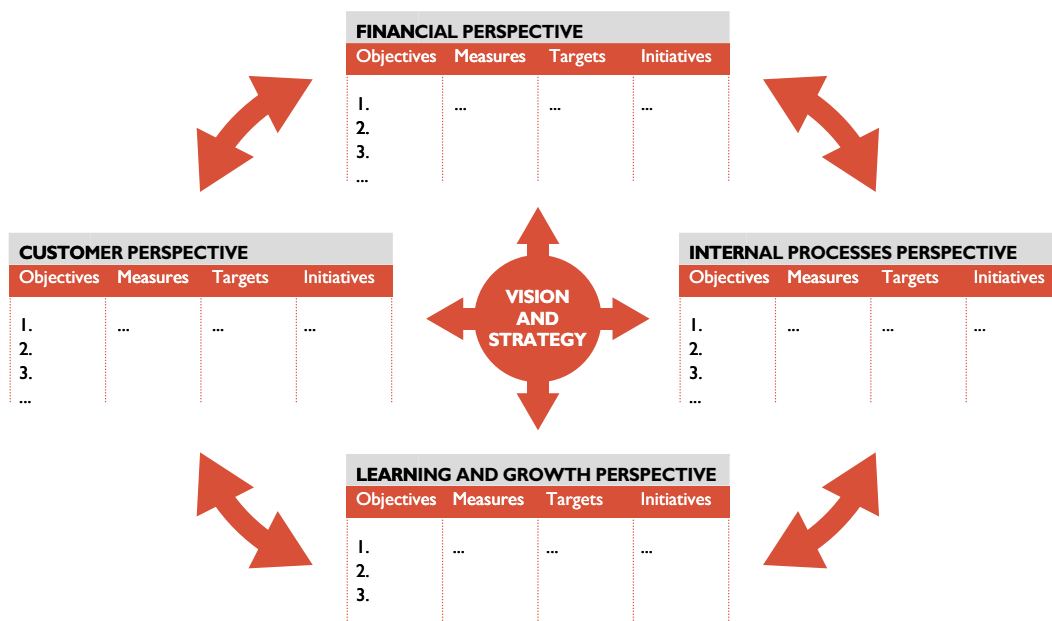 FINANCIAL PERSPECTIVE
Objectives Measures Targets Initiatives
1. ... ... ...
2.
3.
...
CUSTOMER PERSPECTIVE
Objectives Measures Targets Initiatives
1. ... ... ...
2.
3.
...
VISION
AND
STRATEGY
INTERNAL PROCESSES PERSPECTIVE
Objectives Measures Targets Initiatives
1. ... ... ...
2.
3.
...
LEARNING AND GROWTH PERSPECTIVE
Objectives Measures Targets Initiatives
1. ... ... ...
2.
3.